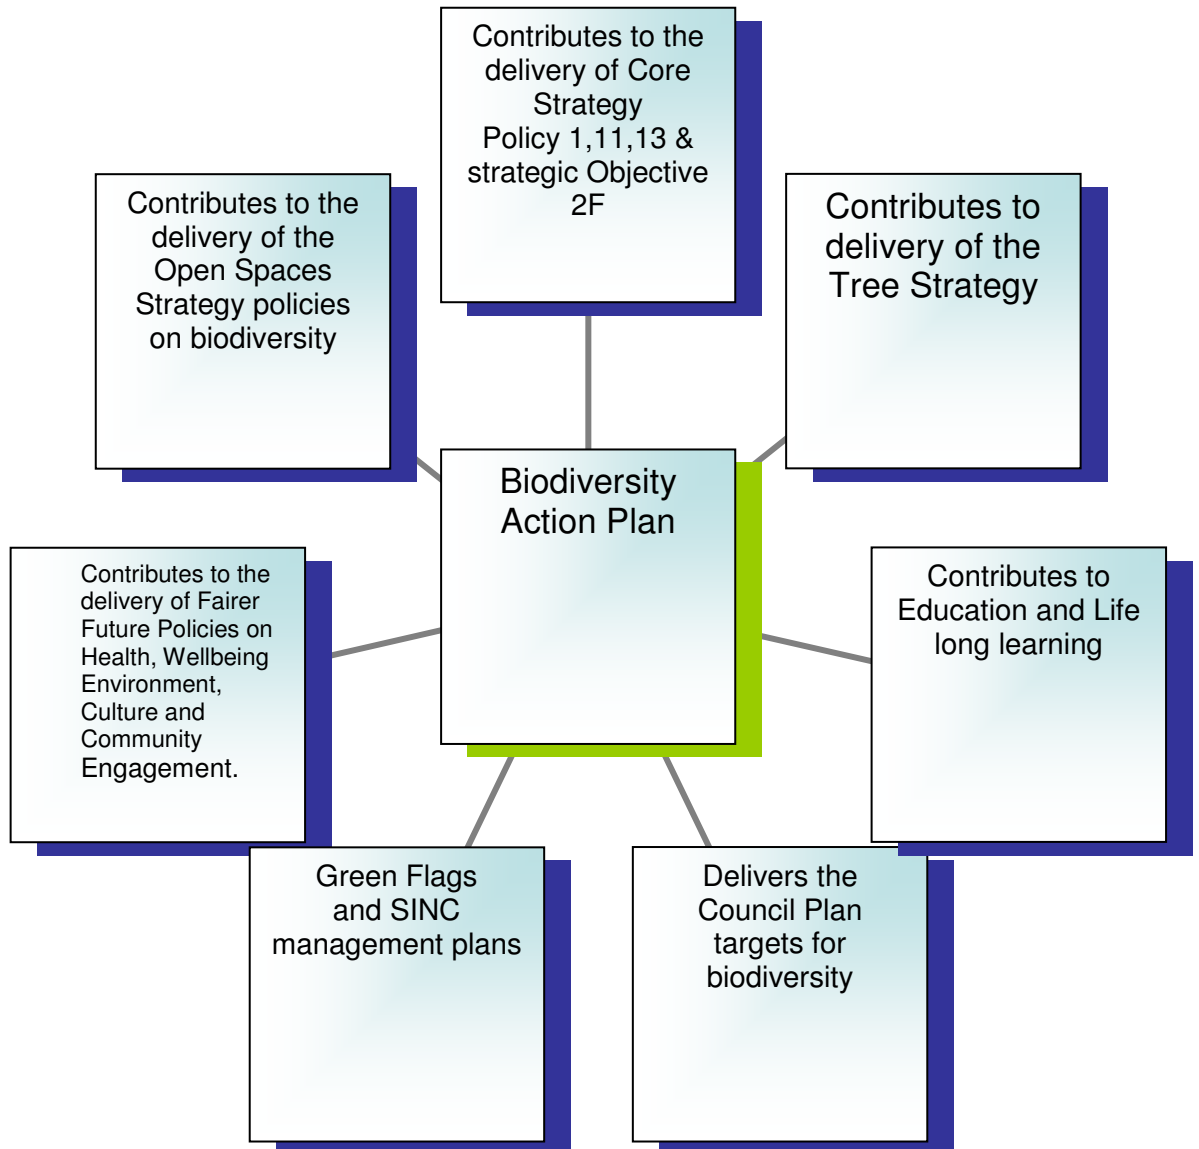 Contributes to the
delivery of Core
Strategy
Policy 1,11,13 &
strategic Objective
2F
Contributes to the
delivery of the
Open Spaces
Strategy policies
on biodiversity
Contributes to
delivery of the
Tree Strategy
Biodiversity
Action Plan
Contributes to the
delivery of Fairer
Future Policies on
Health, Wellbeing
Environment,
Culture and
Community
Engagement.
Contributes to
Education and Life
long learning
Green Flags
and SINC
management plans
Delivers the
Council Plan
targets for
biodiversity